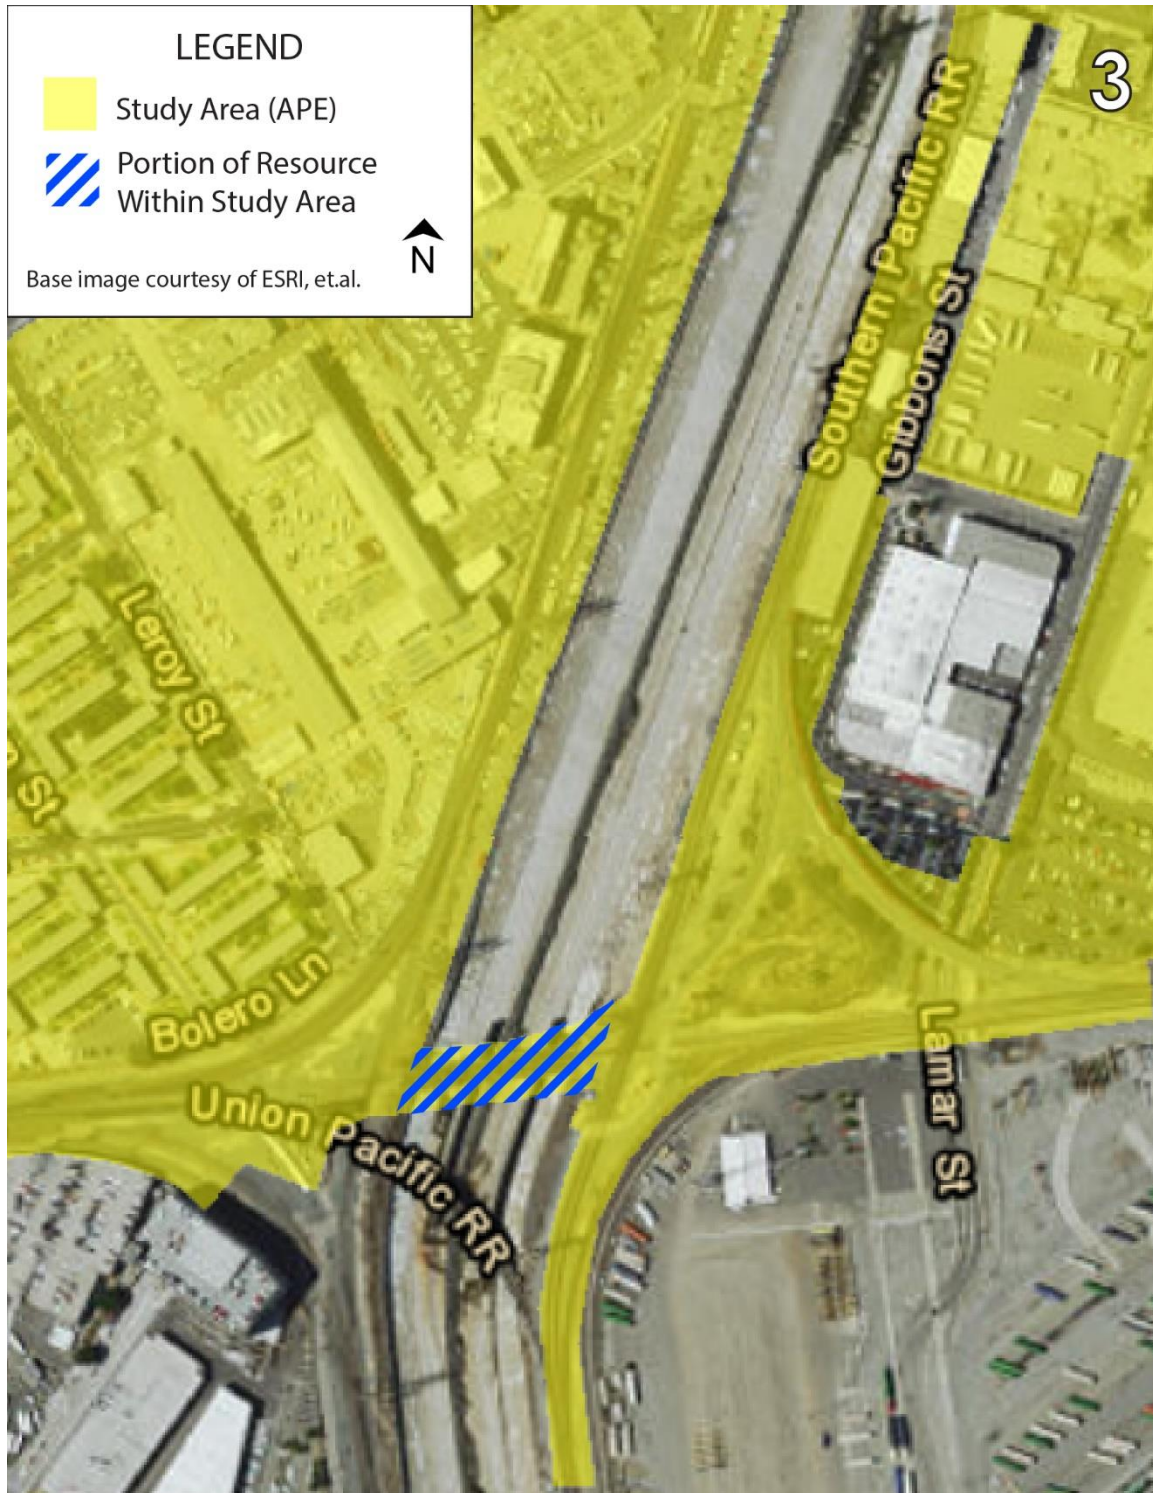 LEGEND
Study Area (APE)
Portion of Resource
Within Study Area
N
Base image courtesy of ESRI, et.al.
3
Southern Pacific RR
Gibbons St
Leroy St
St
Bolero Ln
Union Pacific RR
Lamar St